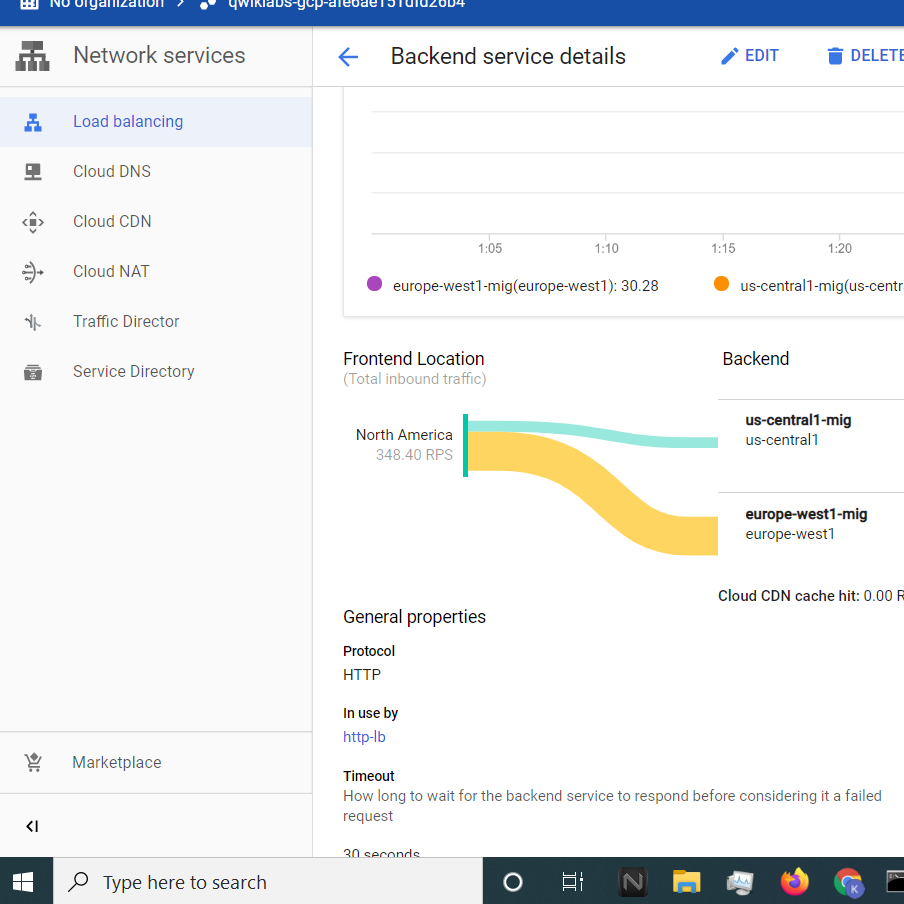 No organization
qwiklabs-gcp-afe6ae151dfd26b4
Network services
Backend service details
EDIT
DELETE
Load balancing
Cloud DNS
Cloud CDN
Cloud NAT
Traffic Director
Service Directory
Marketplace
1:05 1:10 1:15 1:20
europe-west1-mig(europe-west1): 30.28
us-central1-mig(us-centr
Frontend Location
(Total inbound traffic)
Backend
North America
348.40 RPS
us-central1-mig
us-central1
europe-west1-mig
europe-west1
Cloud CDN cache hit: 0.00 R
General properties
Protocol
HTTP
In use by
http-lb
Timeout
How long to wait for the backend service to respond before considering it a failed
request
30 seconds
Type here to search
N
K